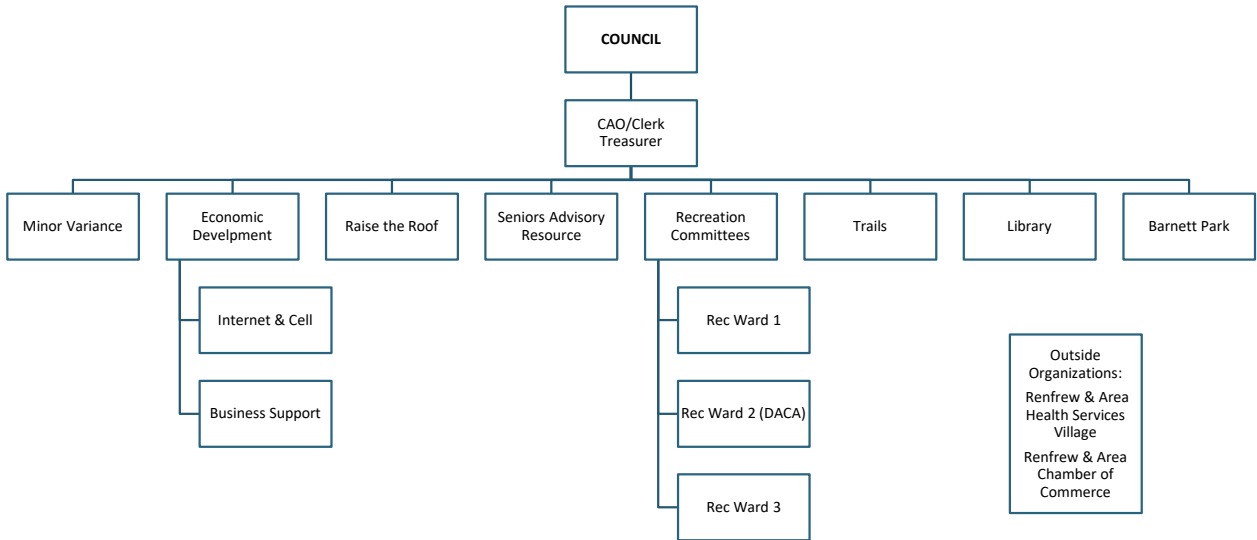 COUNCIL
CAO/Clerk
Treasurer
Minor Variance
Economic
Develpment
Raise the Roof
Seniors Advisory
Resource
Recreation
Committees
Trails
Library
Barnett Park
Internet & Cell
Business Support
Rec Ward 1
Rec Ward 2 (DACA)
Rec Ward 3
Outside
Organizations:
Renfrew & Area
Health Services
Village
Renfrew & Area
Chamber of
Commerce